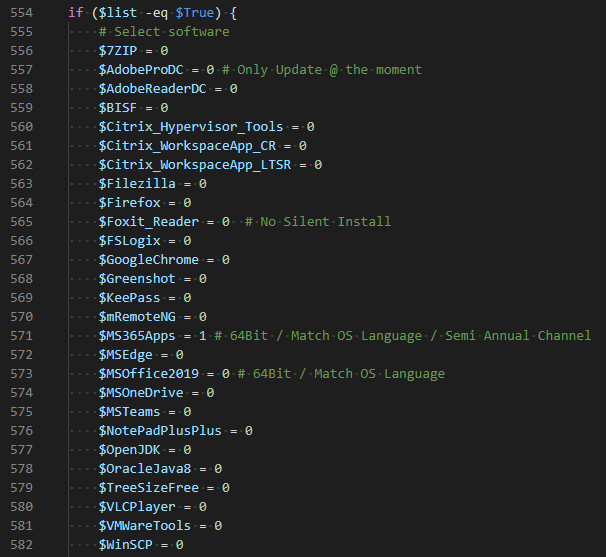 554 if ($list -eq $True) {
555 # Select software
556 $7ZIP = 0
557 $AdobeProDC = 0 # Only Update @ the moment
558 $AdobeReaderDC = 0
559 $BISF = 0
560 $Citrix_Hypervisor_Tools = 0
561 $Citrix_WorkspaceApp_CR = 0
562 $Citrix_WorkspaceApp_LTSR = 0
563 $Filezilla = 0
564 $Firefox = 0
565 $Foxit_Reader = 0  # No Silent Install
566 $FSLogix = 0
567 $GoogleChrome = 0
568 $Greenshot = 0
569 $KeePass = 0
570 $mRemoteNG = 0
571 $MS365Apps = 1 # 64Bit / Match OS Language / Semi Annual Channel
572 $MSEdge = 0
573 $MSOffice2019 = 0 # 64Bit / Match OS Language
574 $MSOneDrive = 0
575 $MSTeams = 0
576 $NotePadPlusPlus = 0
577 $OpenJDK = 0
578 $OracleJava8 = 0
579 $TreeSizeFree = 0
580 $VLCPlayer = 0
581 $VMWareTools = 0
582 $WinSCP = 0